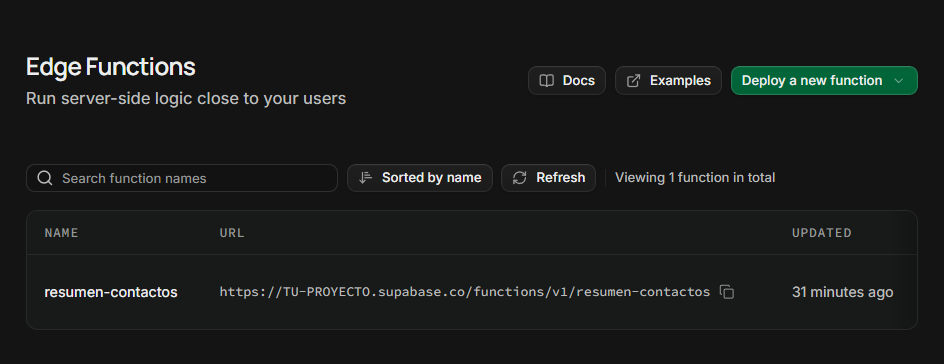 Edge Functions
Run server-side logic close to your users
Docs
Examples
Deploy a new function
Search function names
Sorted by name
Refresh
Viewing 1 function in total
NAME URL UPDATED
resumen-contactos https://TU-PROYECTO.supabase.co/functions/v1/resumen-contactos 31 minutes ago